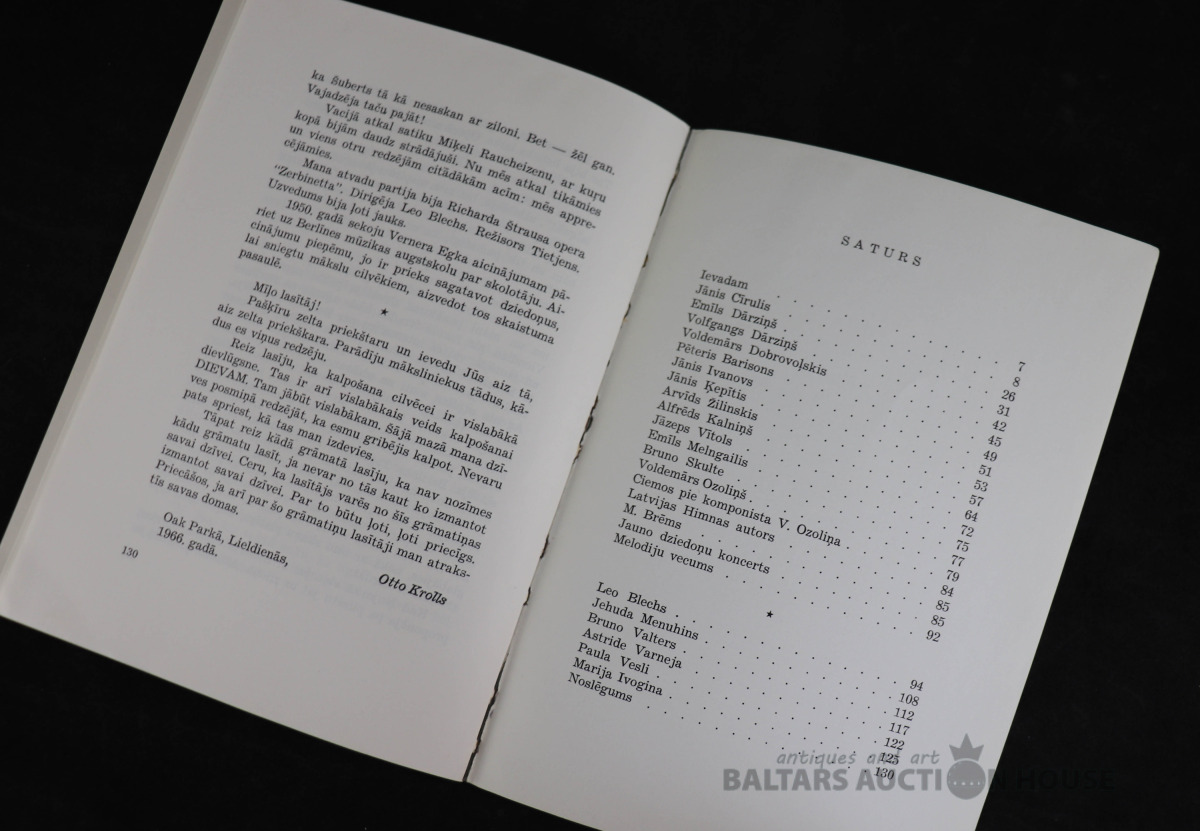 ka šuberts tā kā nesaskan ar ziloni. Bet — žēl gan.
Vajadzēja taču pajāt!
Vacijā atkal satiku Miķeli Raucheizenu, ar kuŗu
kopā bijām daudz strādājuši. Nu mēs atkal tikāmies
un viens otru redzējām citādākām acīm: mēs appre-
cējāmies.
Mana atvadu partija bija Richarda Štrausa opera
"Zerbinetta". Dirigēja Leo Blechs. Režisors Tietjens.
Uzvedums bija ļoti jauks.
1950. gadā sekoju Vernera Egka aicinājumam pā-
riet uz Berlīnes mūzikas augstskolu par skolotāju. Ai-
cinājumu pieņēmu, jo ir prieks sagatavot dziedoņus,
lai sniegtu mākslu cilvēkiem, aizvedot tos skaistuma
pasaulē.
★
Mīļo lasītāj!
Pašķīru zelta priekštaru un ievedu Jūs aiz tā,
aiz zelta priekškara. Parādīju māksliniekus tādus, kā-
dus es viņus redzēju.
Reiz lasīju, ka kalpošana cilvēcei ir vislabākā
dievlūgsne. Tas ir arī vislabākais veids kalpošanai
DIEVAM. Tam jābūt vislabākam. Šājā mazā mana dzī-
ves posmiņā redzējāt, ka esmu gribējis kalpot. Nevaru
pats spriest, kā tas man izdevies.
Tāpat reiz kādā grāmatā lasīju, ka nav nozīmes
kādu grāmatu lasīt, ja nevar no tās kaut ko izmantot
savai dzīvei. Ceru, ka lasītājs varēs no šīs grāmatiņas
izmantot savai dzīvei. Par to būtu ļoti, ļoti priecīgs.
Priecāšos, ja arī par šo grāmatiņu lasītāji man atraks-
tīs savas domas.
Oak Parkā, Lieldienās,
1966. gadā.
Otto Krolls
130
SATURS
Ievadam . . . . . 7
Jānis Cīrulis . . . . . 8
Emīls Dārziņš . . . . . 26
Volfgangs Dārziņš . . . . . 31
Voldemārs Dobrovoļskis . . . . . 42
Pēteris Barisons . . . . . 45
Jānis Ivanovs . . . . . 49
Jānis Ķepītis . . . . . 51
Arvīds Žilinskis . . . . . 53
Alfrēds Kalniņš . . . . . 57
Jāzeps Vītols . . . . . 64
Emīls Melngailis . . . . . 72
Bruno Skulte . . . . . 75
Voldemārs Ozoliņš . . . . . 77
Ciemos pie komponista V. Ozoliņa . . . . . 79
Latvijas Himnas autors . . . . . 84
M. Brēms . . . . . 85
Jauno dziedoņu koncerts . . . . . 85
Melodiju vecums . . . . . 92
★
Leo Blechs . . . . . 94
Jehuda Menuhins . . . . . 108
Bruno Valters . . . . . 112
Astride Varneja . . . . . 117
Paula Vesli . . . . . 122
Marija Ivogina . . . . . 125
Noslēgums . . . . . 130
antiques and art
BALTARS AUCTION HOUSE